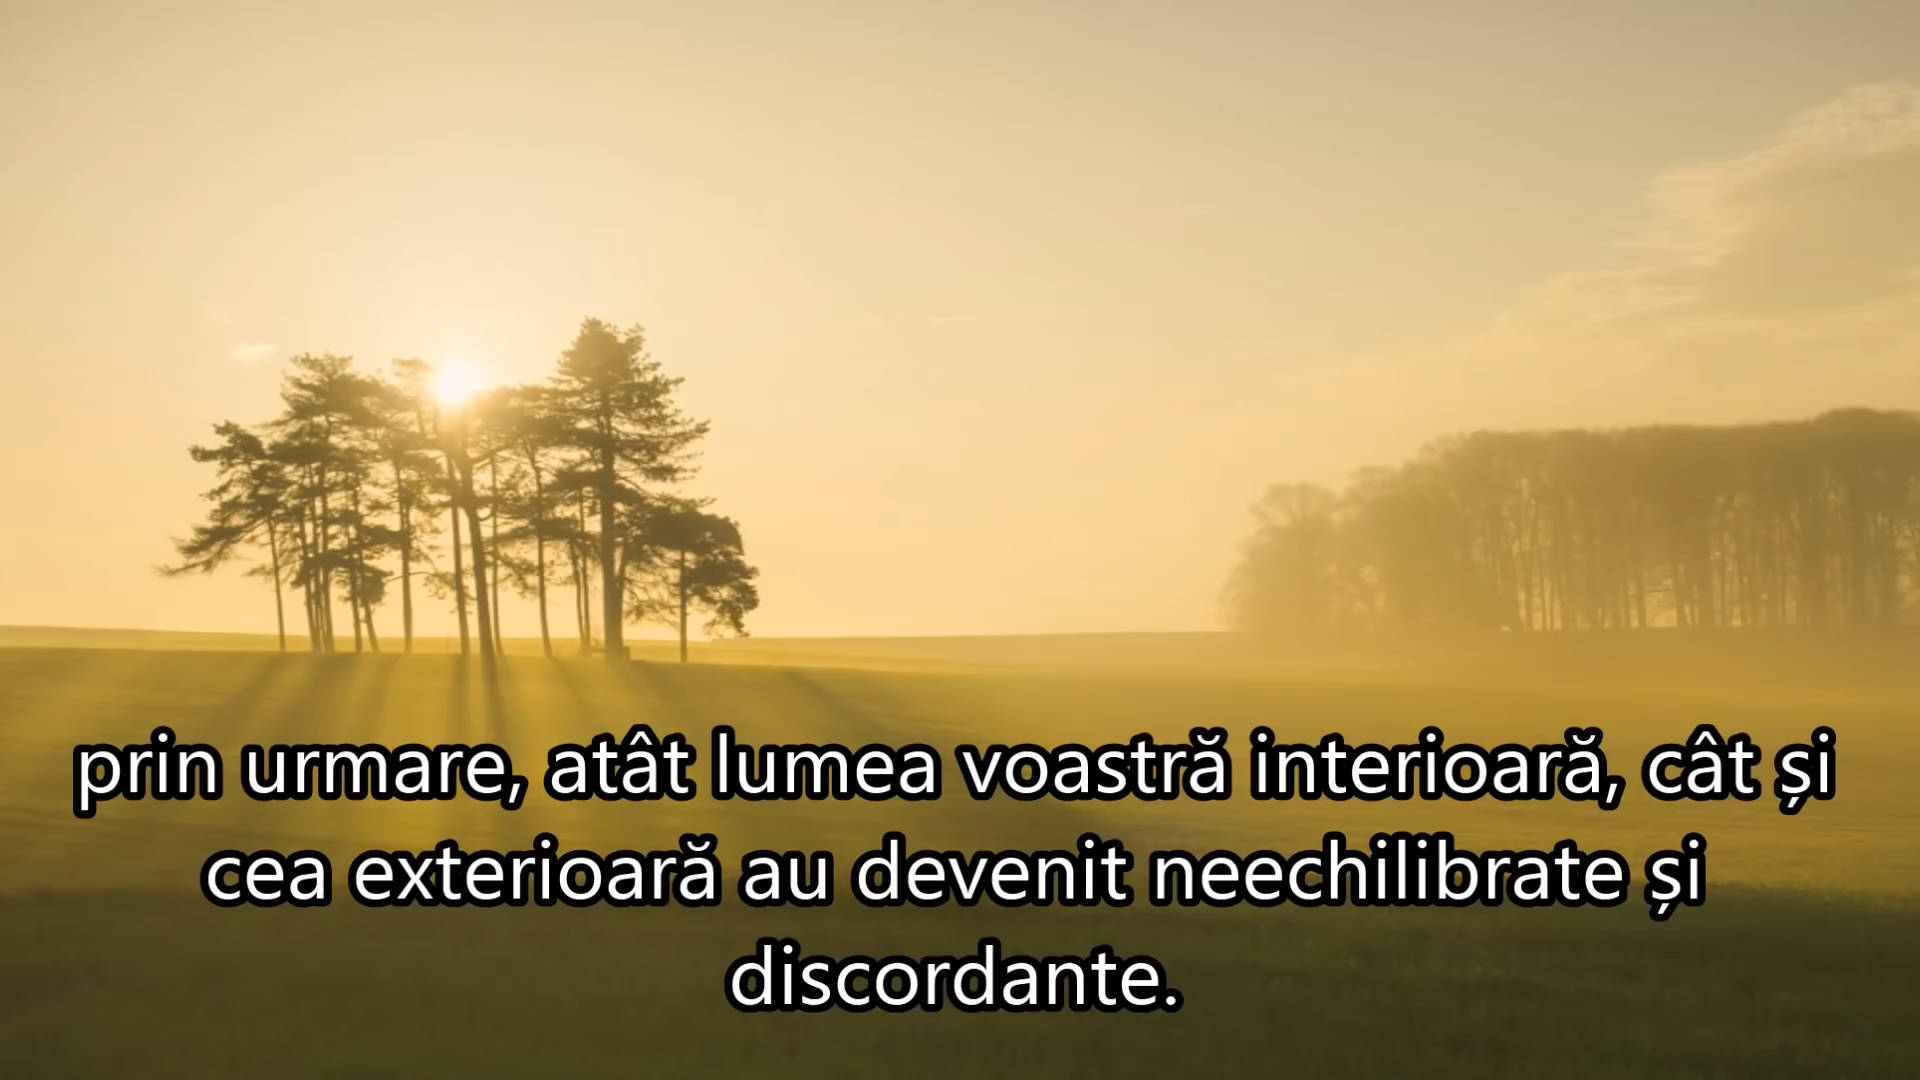 prin urmare, atât lumea voastră interioară, cât și
cea exterioară au devenit neechilibrate și
discordante.